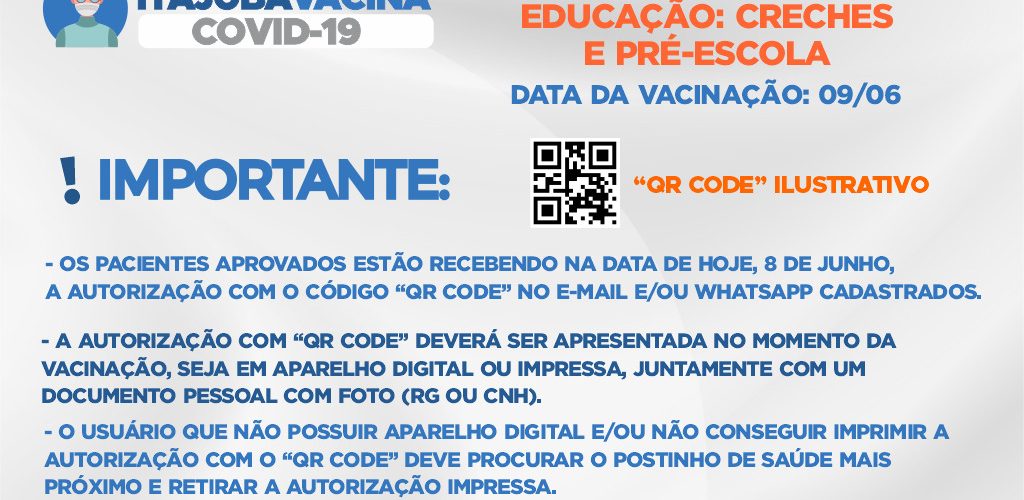 ITAJUBÁ VACINA
COVID-19
EDUCAÇÃO: CRECHES
E PRÉ-ESCOLA
DATA DA VACINAÇÃO: 09/06
! IMPORTANTE:
“QR CODE” ILUSTRATIVO
- OS PACIENTES APROVADOS ESTÃO RECEBENDO NA DATA DE HOJE, 8 DE JUNHO,
A AUTORIZAÇÃO COM O CÓDIGO “QR CODE” NO E-MAIL E/OU WHATSAPP CADASTRADOS.
- A AUTORIZAÇÃO COM “QR CODE” DEVERÁ SER APRESENTADA NO MOMENTO DA
VACINAÇÃO, SEJA EM APARELHO DIGITAL OU IMPRESSA, JUNTAMENTE COM UM
DOCUMENTO PESSOAL COM FOTO (RG OU CNH).
- O USUÁRIO QUE NÃO POSSUIR APARELHO DIGITAL E/OU NÃO CONSEGUIR IMPRIMIR A
AUTORIZAÇÃO COM O “QR CODE” DEVE PROCURAR O POSTINHO DE SAÚDE MAIS
PRÓXIMO E RETIRAR A AUTORIZAÇÃO IMPRESSA.